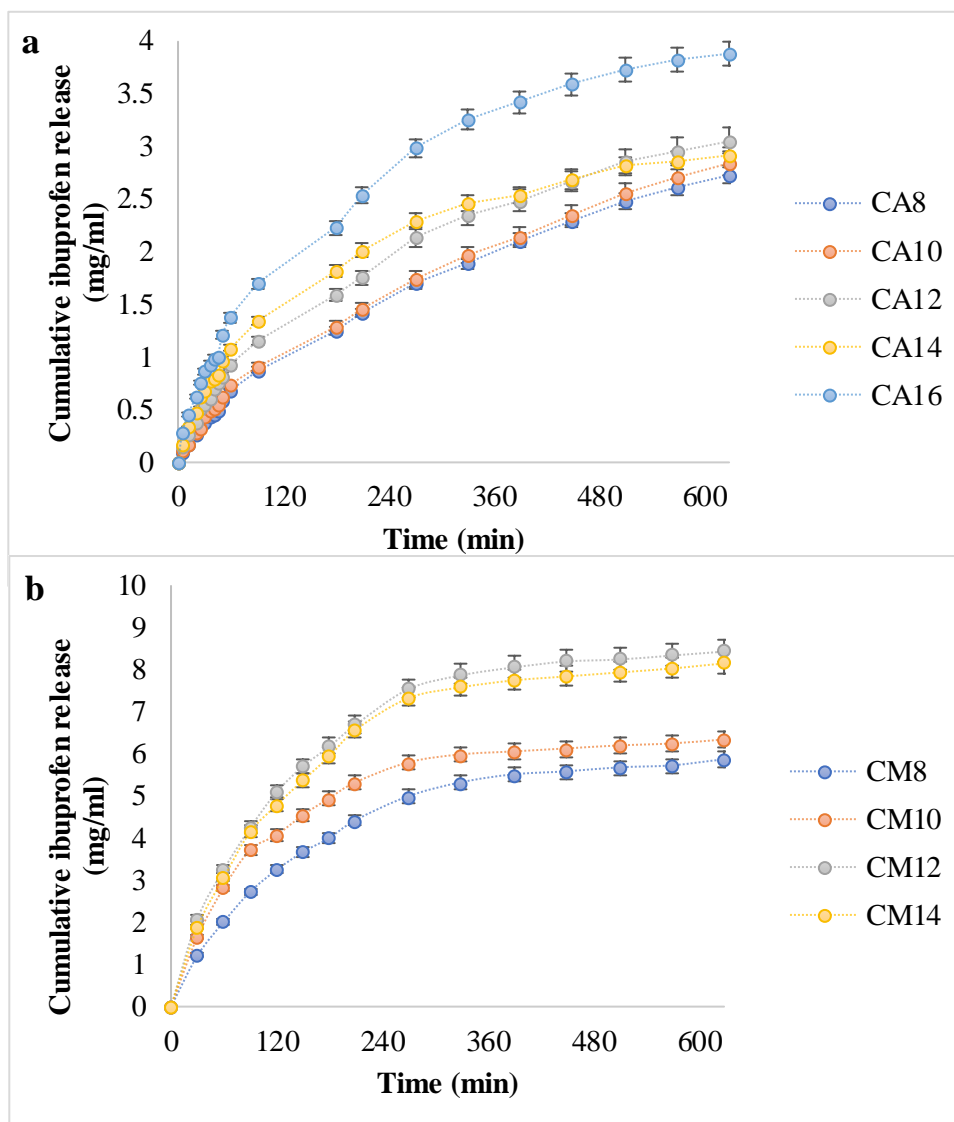 a
Cumulative ibuprofen release
(mg/ml)
4
3.5
3
2.5
2
1.5
1
0.5
0
0 120 240 360 480 600
Time (min)
CA8
CA10
CA12
CA14
CA16
b
Cumulative ibuprofen release
(mg/ml)
10
9
8
7
6
5
4
3
2
1
0
0 120 240 360 480 600
Time (min)
CM8
CM10
CM12
CM14